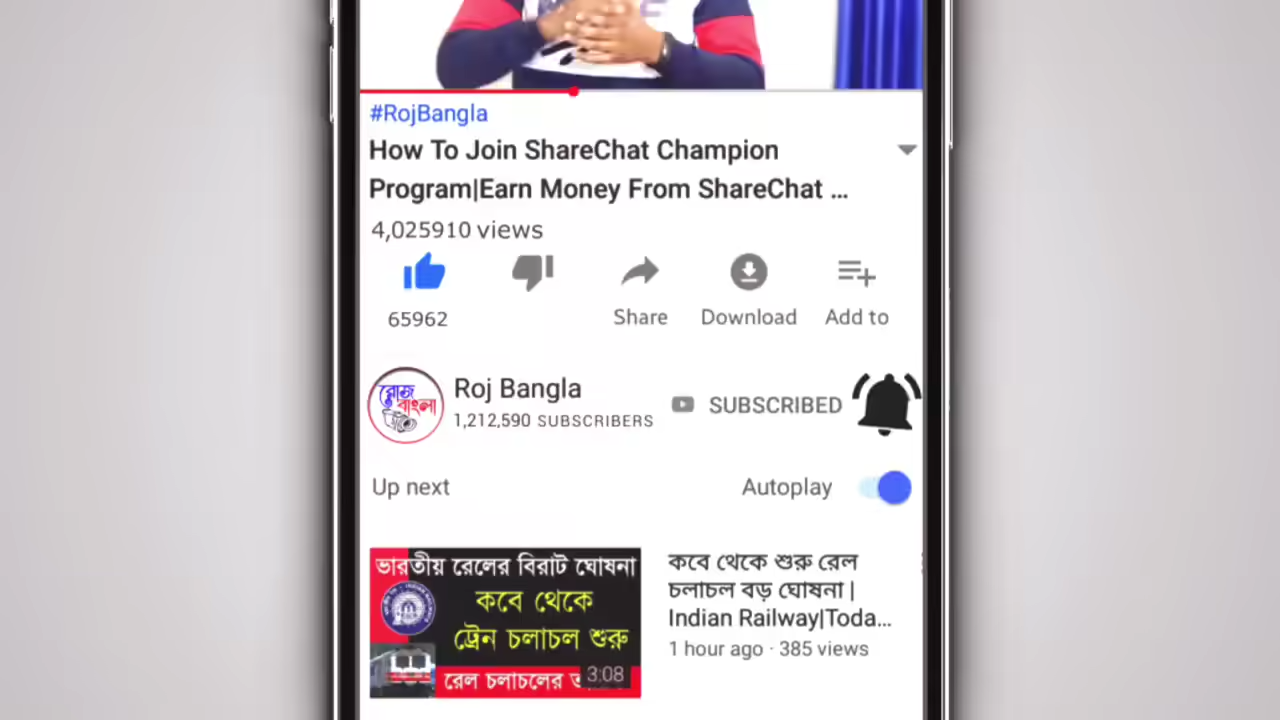 #RojBangla
How To Join ShareChat Champion
Program|Earn Money From ShareChat ...
4,025910 views
65962
Share
Download
Add to
রোজ
বাংলা
Roj Bangla
1,212,590 SUBSCRIBERS
SUBSCRIBED
Up next
Autoplay
ভারতীয় রেলের বিরাট ঘোষনা
কবে থেকে
ট্রেন চলাচল শুরু
রেল চলাচলের
3:08
কবে থেকে শুরু রেল
চলাচল বড় ঘোষনা |
Indian Railway|Toda...
1 hour ago · 385 views